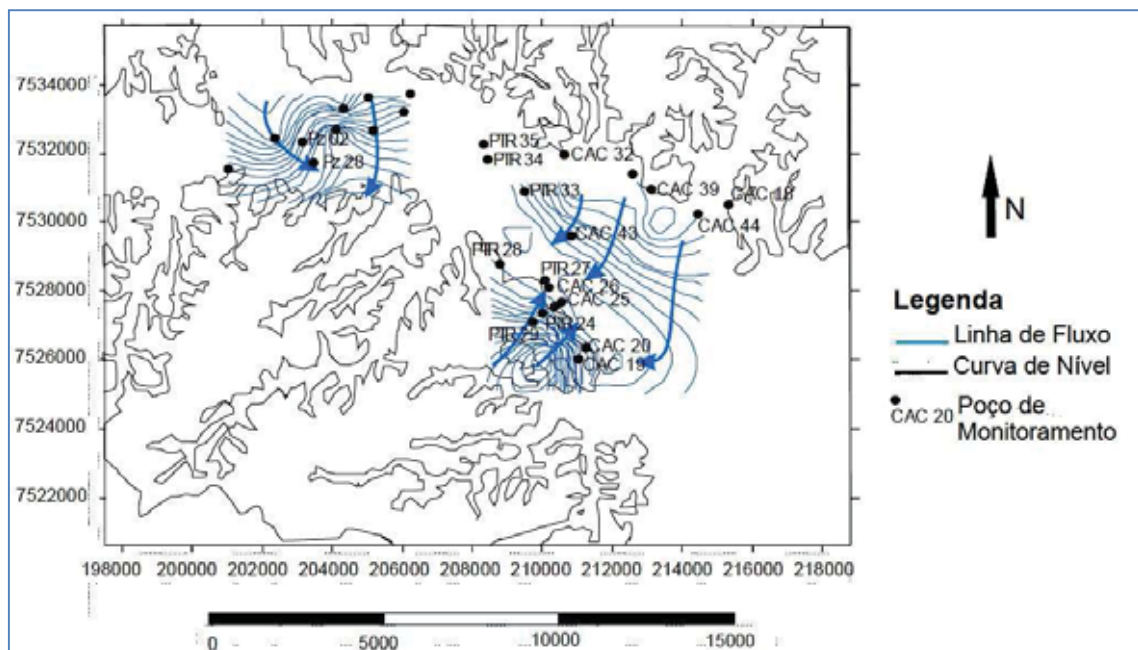 7534000
7532000
7530000
7528000
7526000
7524000
7522000
198000 200000 202000 204000 206000 208000 210000 212000 214000 216000 218000
Pz 02
Pz 28
PIR 35
PIR 34
CAC 32
PIR 33
CAC 39
CAC 18
CAC 44
CAC 43
PIR 28
PIR 27
CAC 26
CAC 25
PIR 24
CAC 20
CAC 19
N
Legenda
Linha de Fluxo
Curva de Nível
CAC 20 Poço de
Monitoramento
0 5000 10000 15000